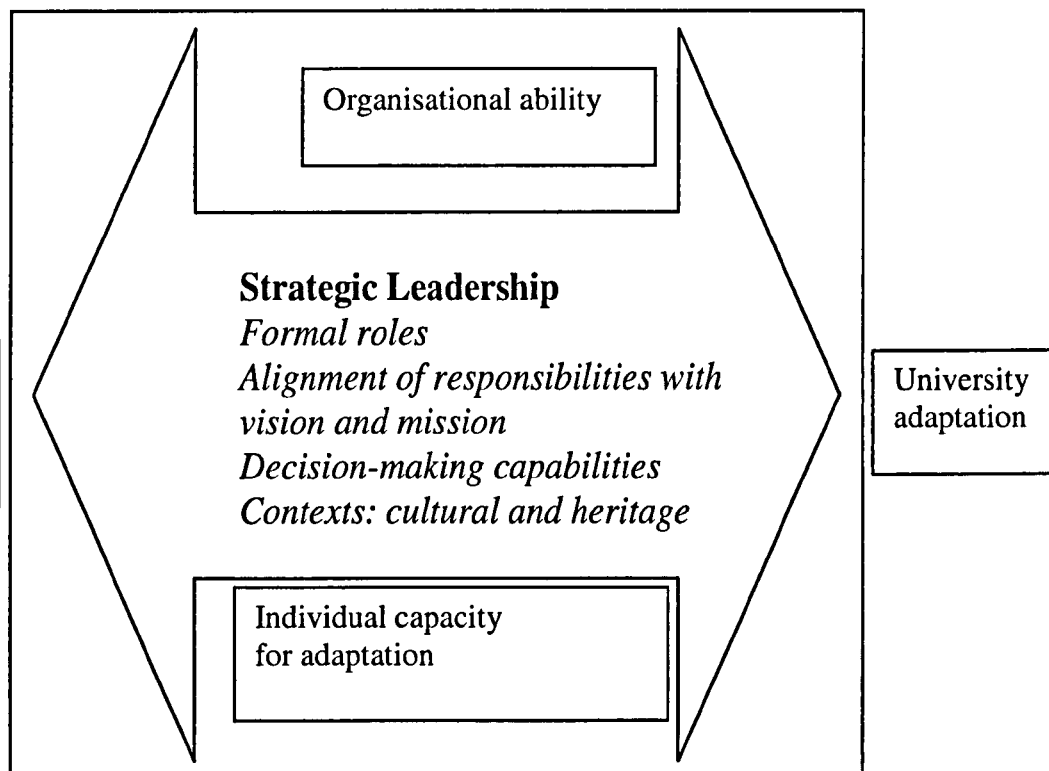 Organisational ability
Strategic Leadership
Formal roles
Alignment of responsibilities with
vision and mission
Decision-making capabilities
Contexts: cultural and heritage
University
adaptation
Individual capacity
for adaptation